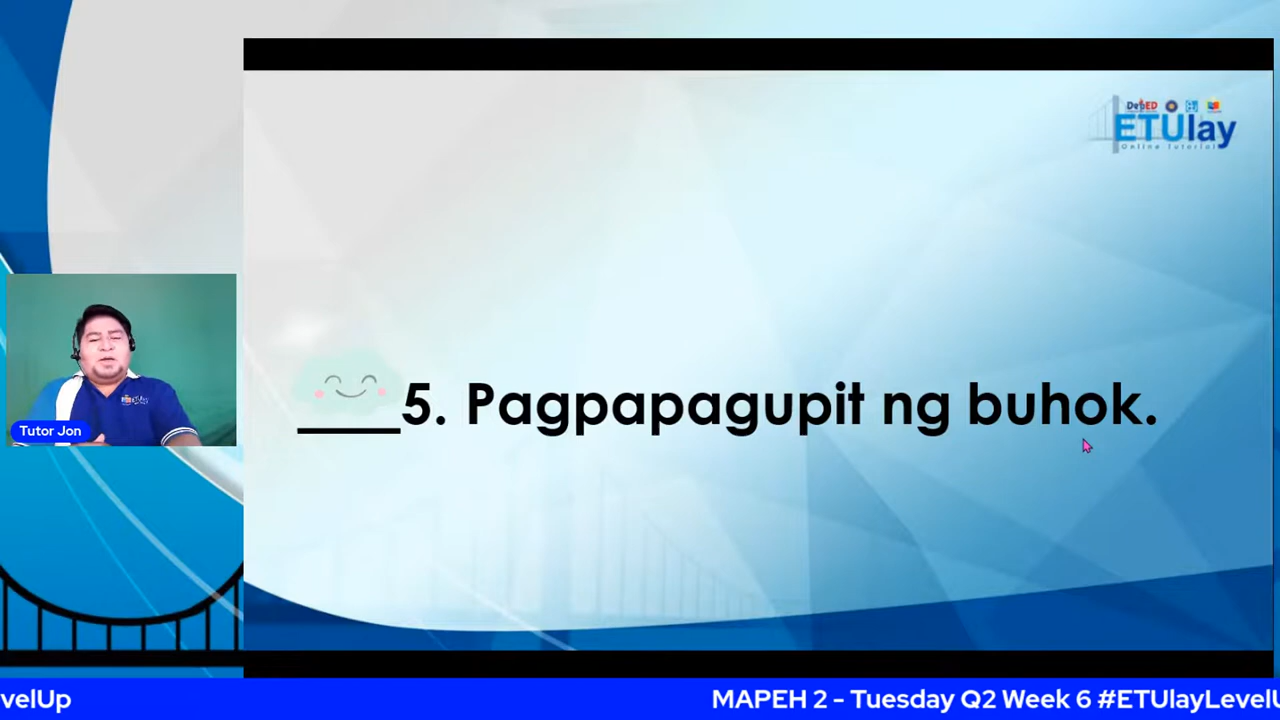 DepED
ETUlay
Online Tutorial
____5. Pagpapagupit ng buhok.
Tutor Jon
velUp
MAPEH 2 - Tuesday Q2 Week 6 #ETUlayLevelU